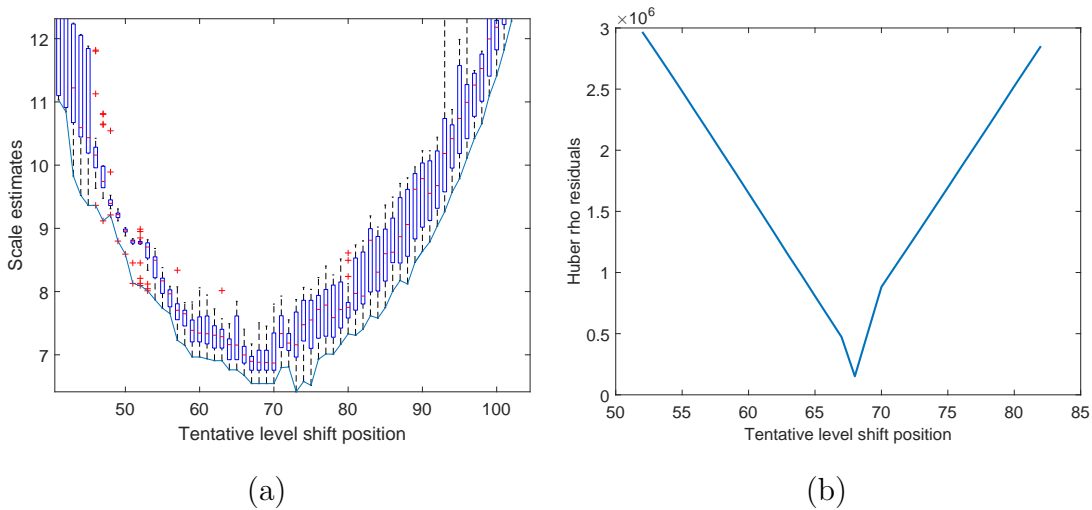 12
11
10
9
8
7
Scale estimates
50 60 70 80 90 100
Tentative level shift position
(a)
×10⁶
3
2.5
2
1.5
1
0.5
0
Huber rho residuals
50 55 60 65 70 75 80 85
Tentative level shift position
(b)